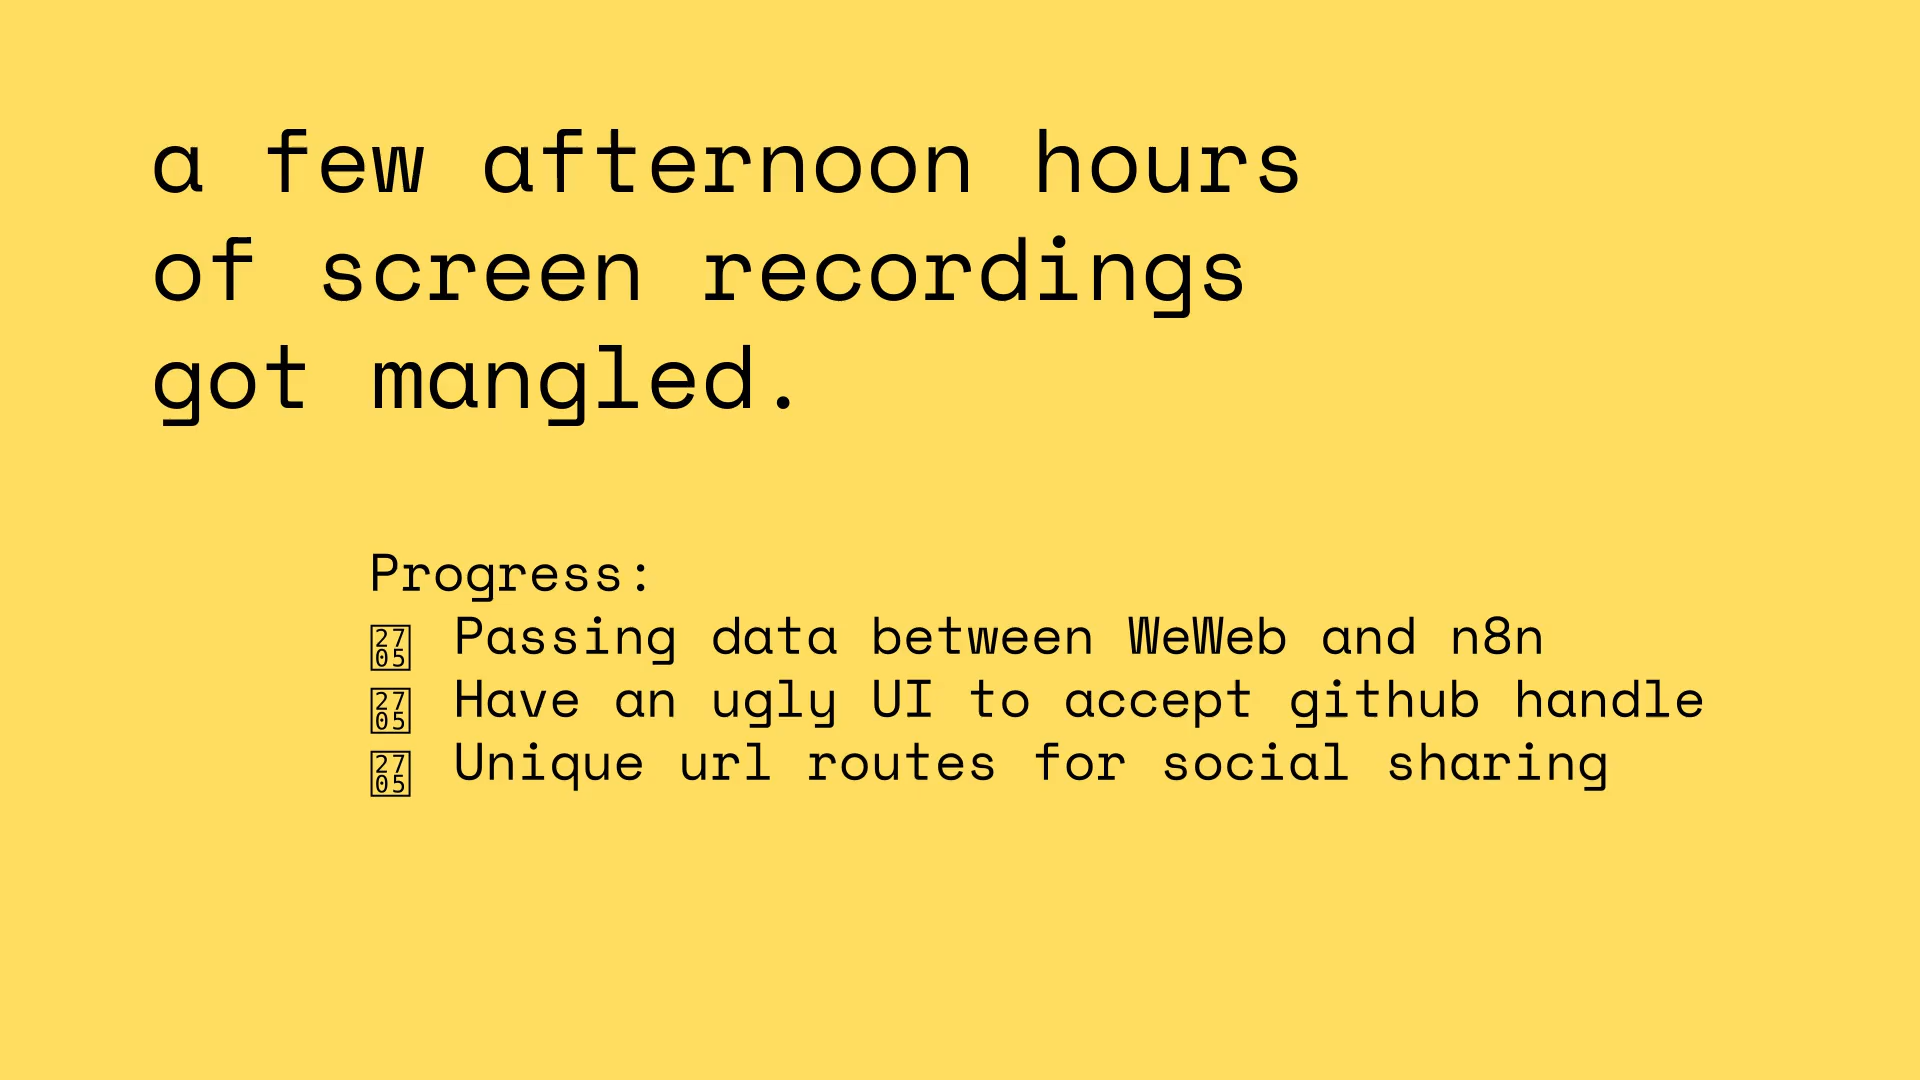 a few afternoon hours
of screen recordings
got mangled.
Progress:
✅ Passing data between WeWeb and n8n
✅ Have an ugly UI to accept github handle
✅ Unique url routes for social sharing